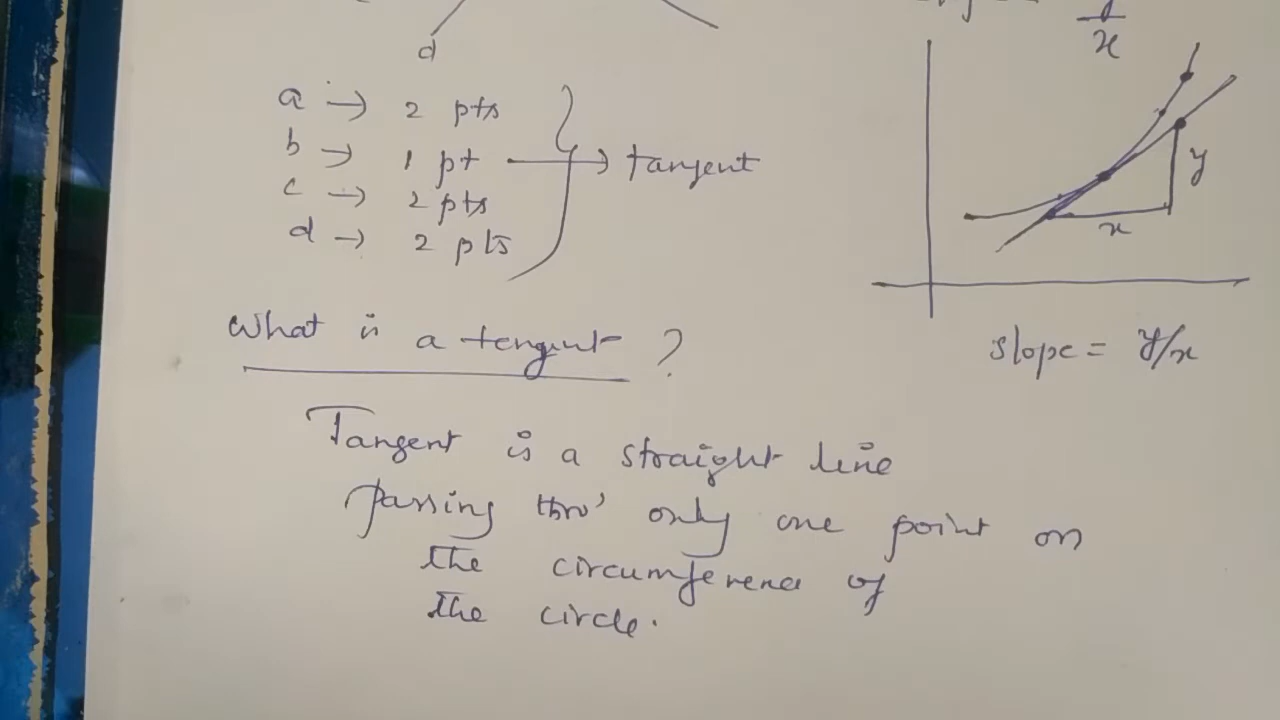 d
y
x
a → 2 pts
b → 1 pt → tangent
c → 2 pts
d → 2 pts
y
x
slope = y/x
What is a tangent ?
Tangent is a straight line
passing thro' only one point on
the circumference of
the circle.